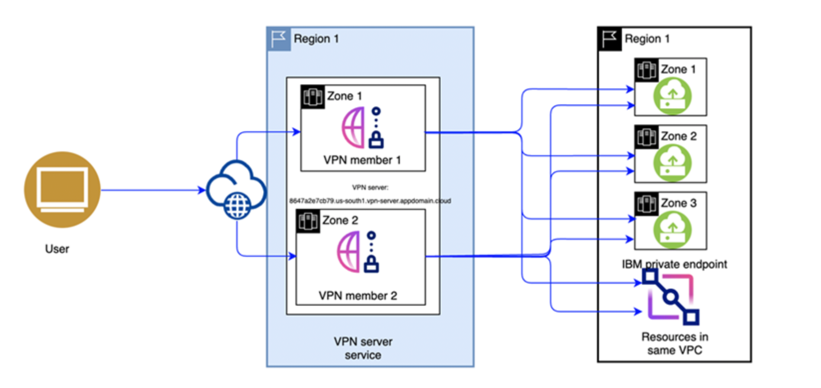 User
Region 1
Zone 1
VPN member 1
VPN server:
8647a2e7cb79.us-south1.vpn-server.appdomain.cloud
Zone 2
VPN member 2
VPN server
service
Region 1
Zone 1
Zone 2
Zone 3
IBM private endpoint
Resources in
same VPC